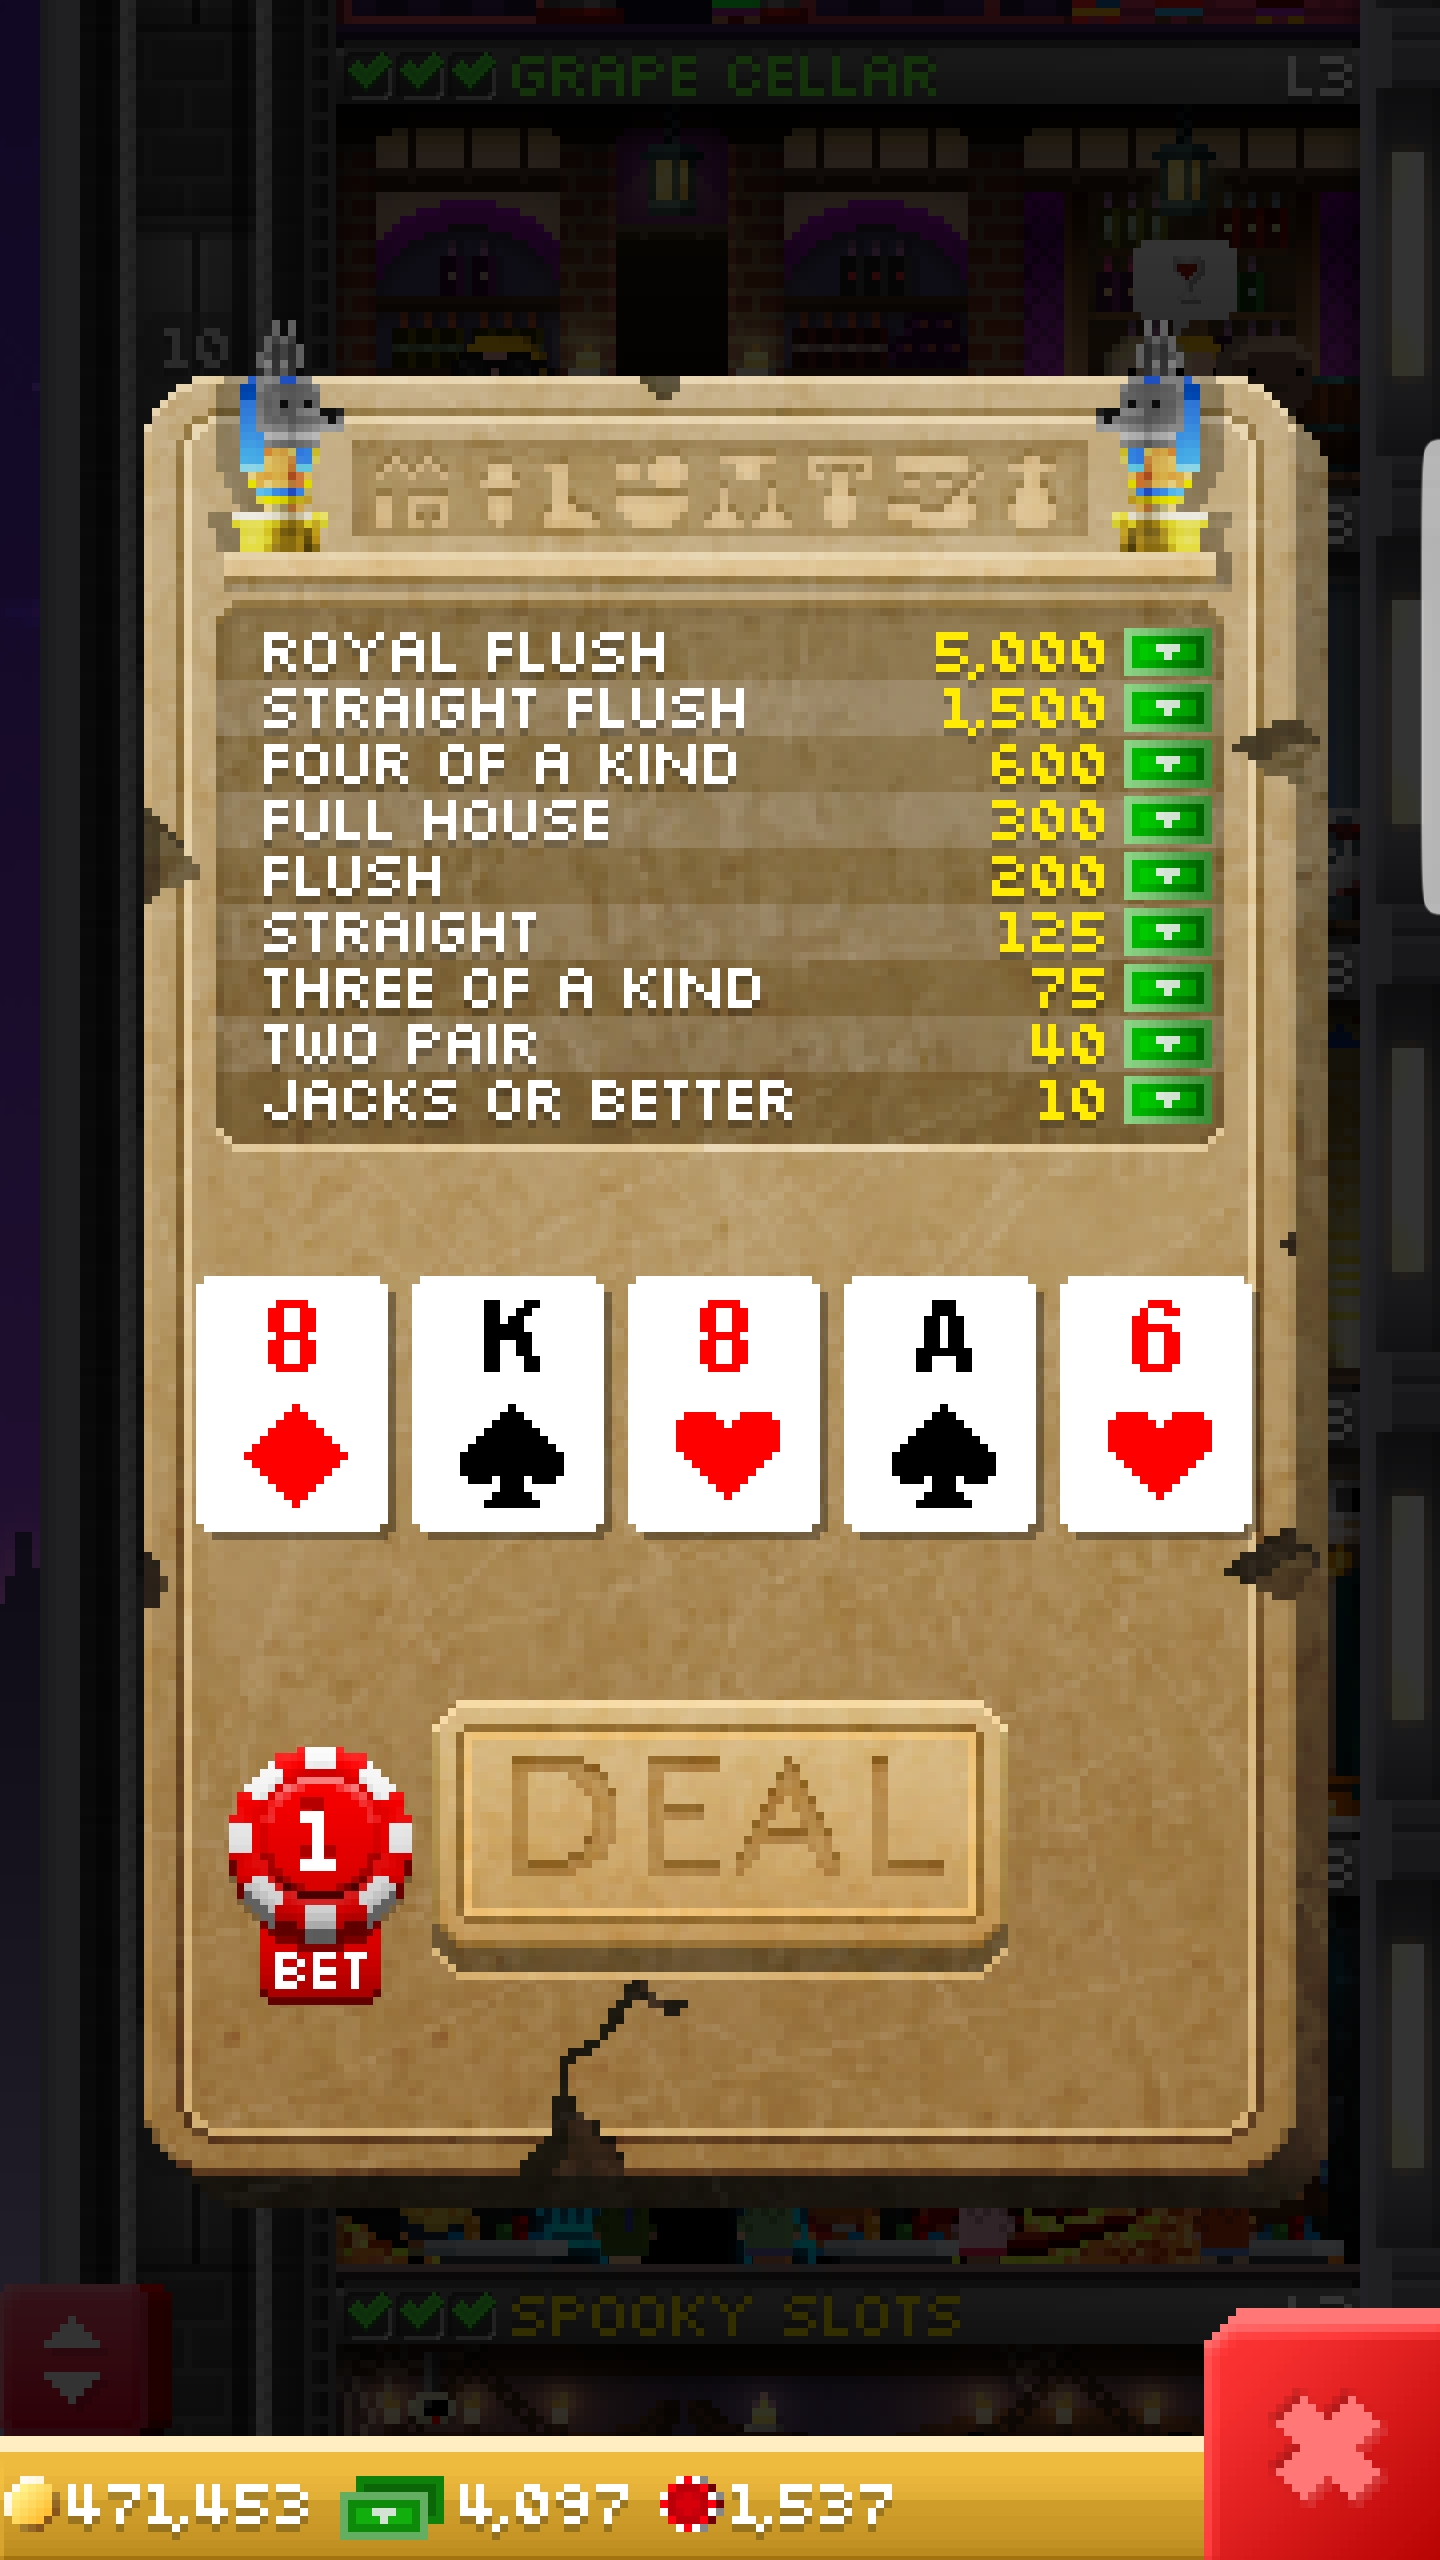 GRAPE CELLAR L3
10
ROYAL FLUSH 5,000
STRAIGHT FLUSH 1,500
FOUR OF A KIND 600
FULL HOUSE 300
FLUSH 200
STRAIGHT 125
THREE OF A KIND 75
TWO PAIR 40
JACKS OR BETTER 10
8 K 8 A 6
1
BET
DEAL
SPOOKY SLOTS
471,453 4,097 1,537